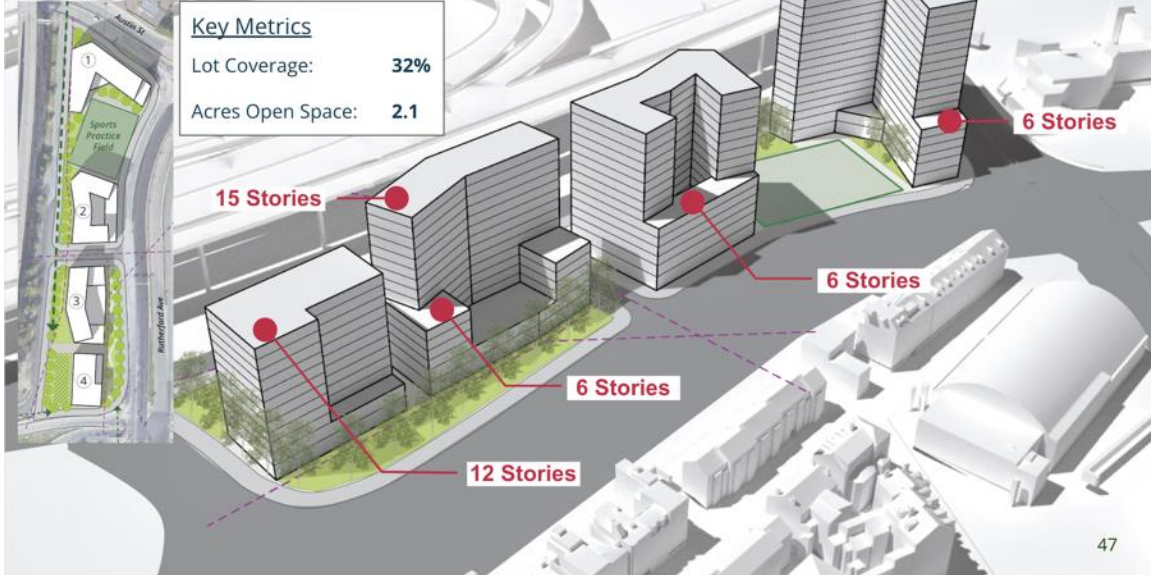 Key Metrics
Lot Coverage: 32%
Acres Open Space: 2.1
Austin St
1
Sports
Practice
Field
2
3
Rutherford Ave
4
6 Stories
15 Stories
6 Stories
6 Stories
12 Stories
47